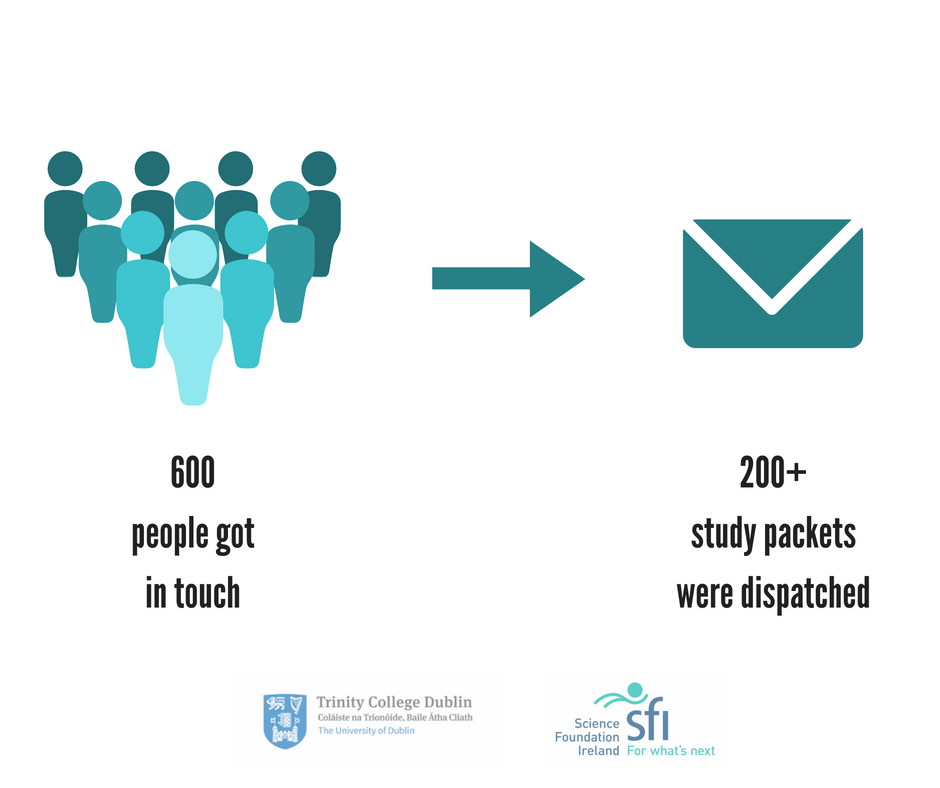 600
people got
in touch
200+
study packets
were dispatched
Trinity College Dublin
Coláiste na Tríonóide, Baile Átha Cliath
The University of Dublin
sfi
Science
Foundation
Ireland
For what's next